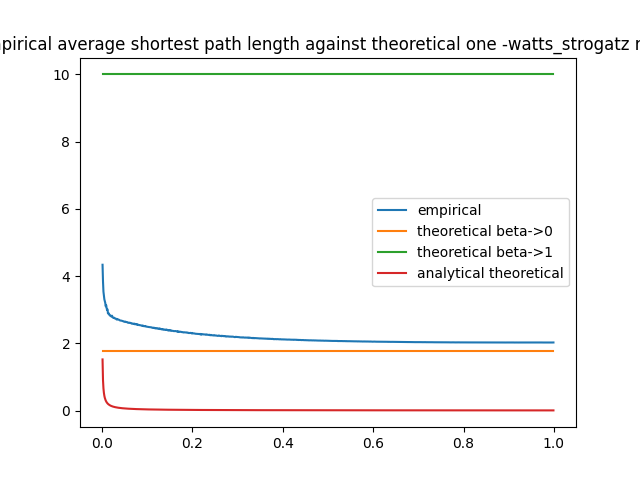 pirical average shortest path length against theoretical one -watts_strogatz
10
8
6
4
2
0
empirical
theoretical beta->0
theoretical beta->1
analytical theoretical
0.0
0.2
0.4
0.6
0.8
1.0